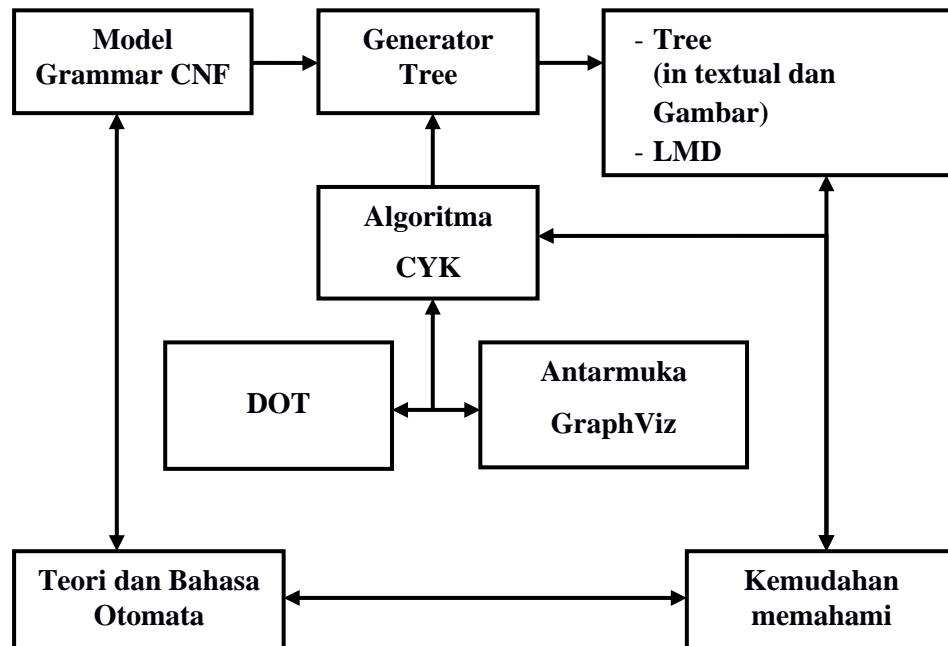 Model
Grammar CNF
Generator
Tree
- Tree
(in textual dan
Gambar)
- LMD
Algoritma
CYK
DOT
Antarmuka
GraphViz
Teori dan Bahasa
Otomata
Kemudahan
memahami